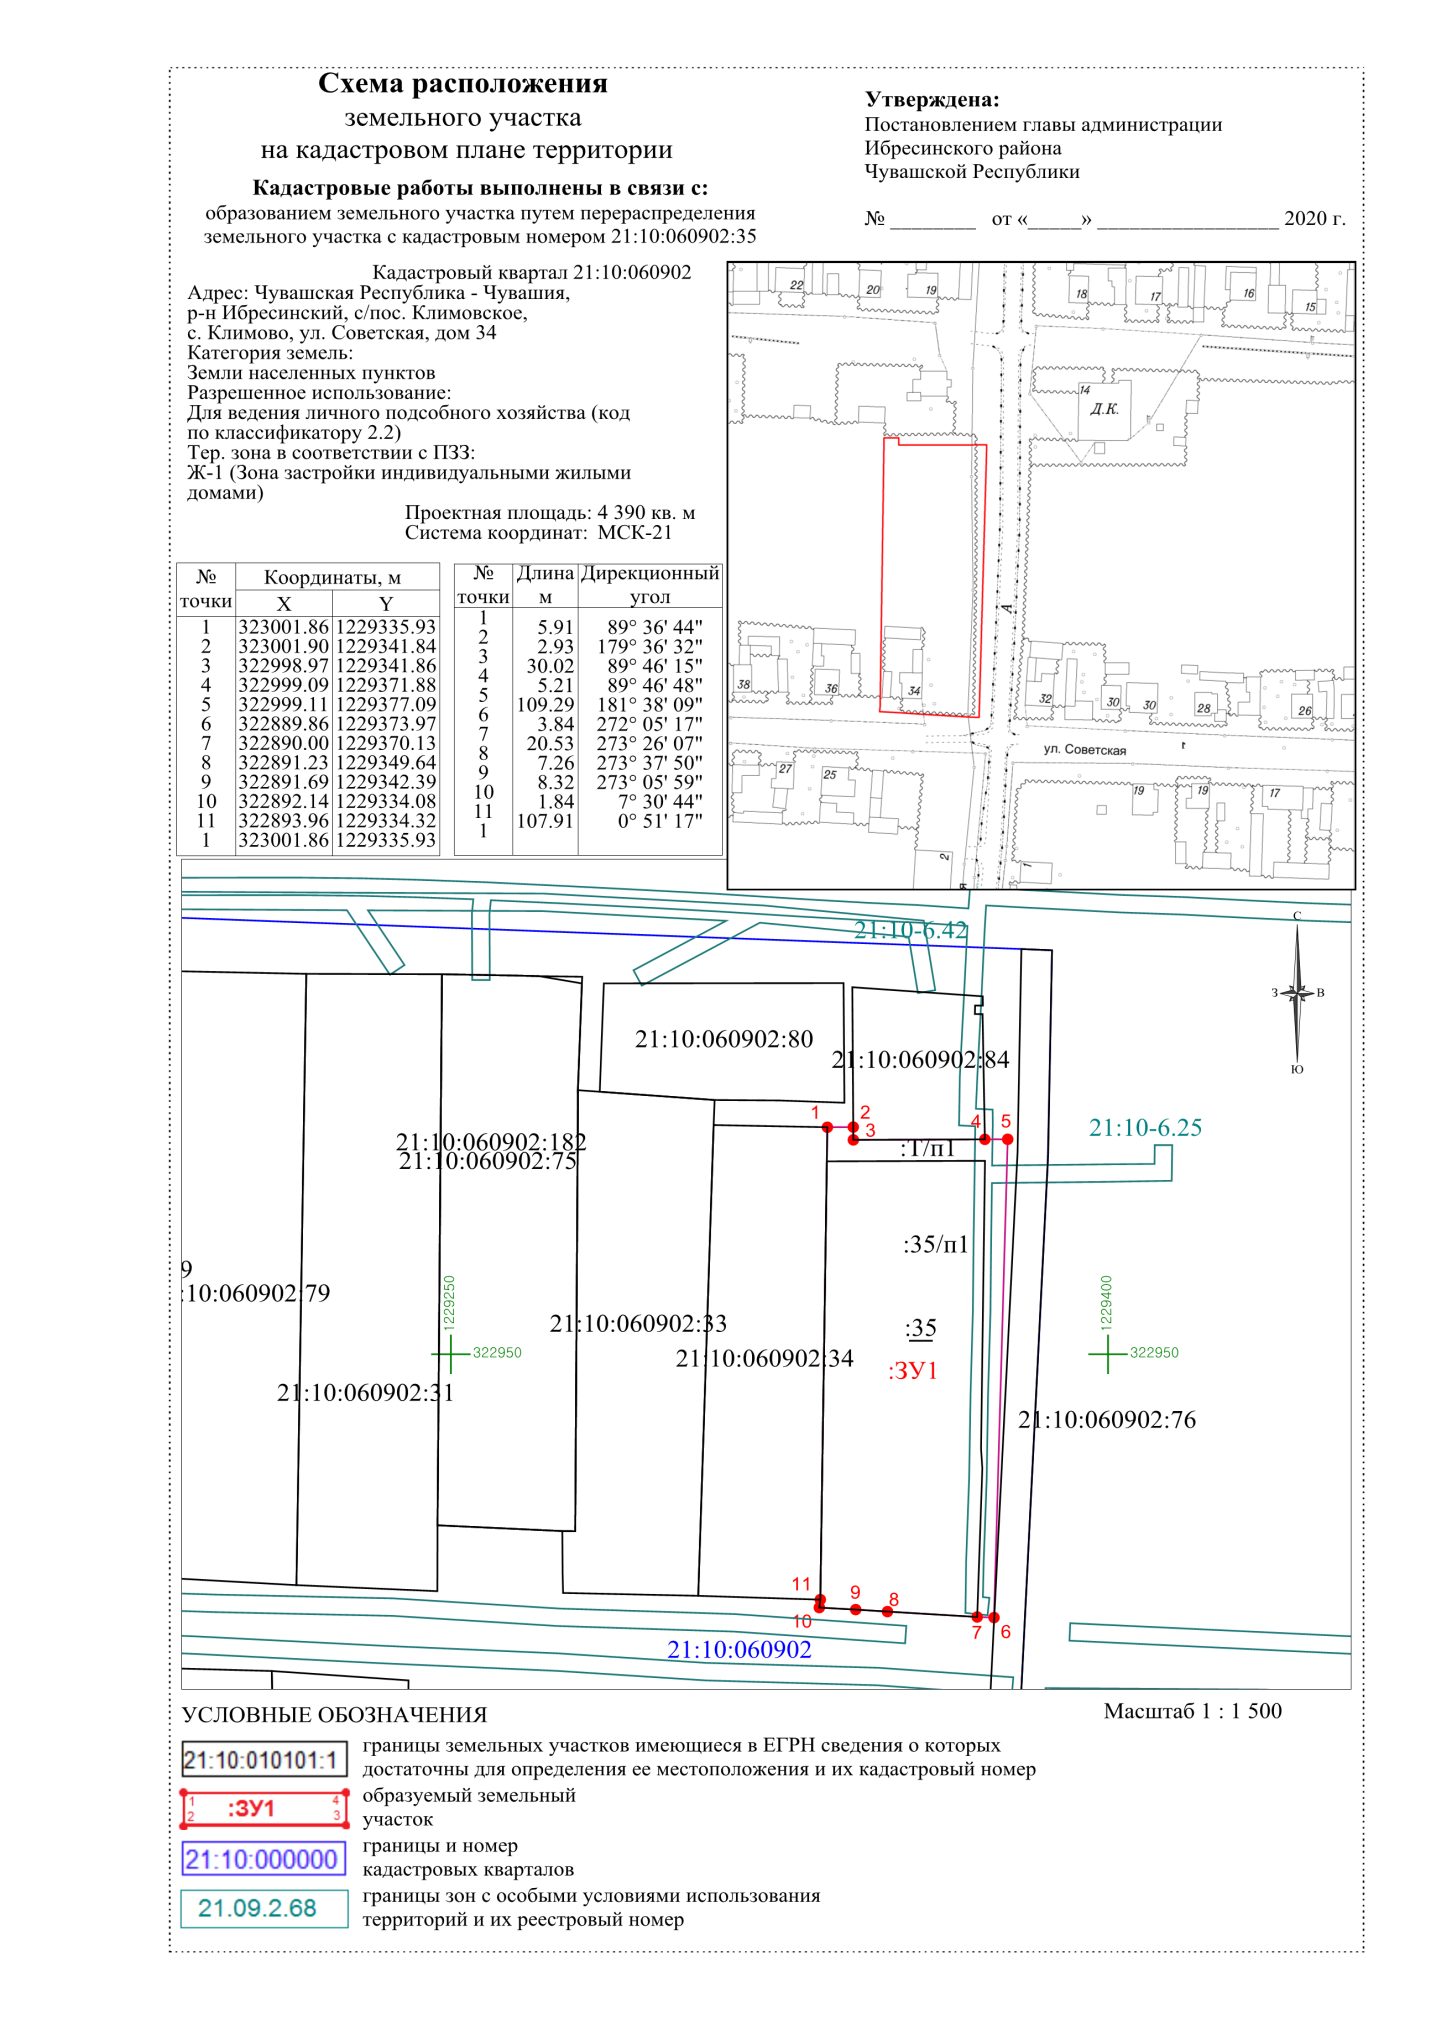 Схема расположения
земельного участка
на кадастровом плане территории
Кадастровые работы выполнены в связи с:
образованием земельного участка путем перераспределения
земельного участка с кадастровым номером 21:10:060902:35
Утверждена:
Постановлением главы администрации
Ибресинского района
Чувашской Республики
№ ________ от «_____» _________________ 2020 г.
Кадастровый квартал 21:10:060902
Адрес: Чувашская Республика - Чувашия,
р-н Ибресинский, с/пос. Климовское,
с. Климово, ул. Советская, дом 34
Категория земель:
Земли населенных пунктов
Разрешенное использование:
Для ведения личного подсобного хозяйства (код
по классификатору 2.2)
Тер. зона в соответствии с ПЗЗ:
Ж-1 (Зона застройки индивидуальными жилыми
домами)
Проектная площадь: 4 390 кв. м
Система координат: МСК-21
№ точки Координаты, м
X Y
1 323001.86 1229335.93
2 323001.90 1229341.84
3 322998.97 1229341.86
4 322999.09 1229371.88
5 322999.11 1229377.09
6 322889.86 1229373.97
7 322890.00 1229370.13
8 322891.23 1229349.64
9 322891.69 1229342.39
10 322892.14 1229334.08
11 322893.96 1229334.32
1 323001.86 1229335.93
№ Длина Дирекционный
точки м угол
1
5.91 89° 36' 44"
2
2.93 179° 36' 32"
3
30.02 89° 46' 15"
4
5.21 89° 46' 48"
5
109.29 181° 38' 09"
6
3.84 272° 05' 17"
7
20.53 273° 26' 07"
8
7.26 273° 37' 50"
9
8.32 273° 05' 59"
10
1.84 7° 30' 44"
11
107.91 0° 51' 17"
1
22 20 19 18 17 16 15
14
Д.К.
А
38 36 34 32 30 30 28 26
ул. Советская
27 25 19 19 17
2 1
я
21:10-6.42
С
З В
Ю
21:10:060902:80
21:10:060902:84
1 2 3 4 5
21:10-6.25
21:10:060902:182
21:10:060902:75
:Т/п1
:35/п1
9
:10:060902:79
1229250
322950
1229400
322950
21:10:060902:33
:35
21:10:060902:34
:ЗУ1
21:10:060902:31
21:10:060902:76
11 9 8
10 7 6
21:10:060902
УСЛОВНЫЕ ОБОЗНАЧЕНИЯ
Масштаб 1 : 1 500
21:10:010101:1
границы земельных участков имеющиеся в ЕГРН сведения о которых
достаточны для определения ее местоположения и их кадастровый номер
1 :ЗУ1 4
2 3
образуемый земельный
участок
21:10:000000
границы и номер
кадастровых кварталов
21.09.2.68
границы зон с особыми условиями использования
территорий и их реестровый номер